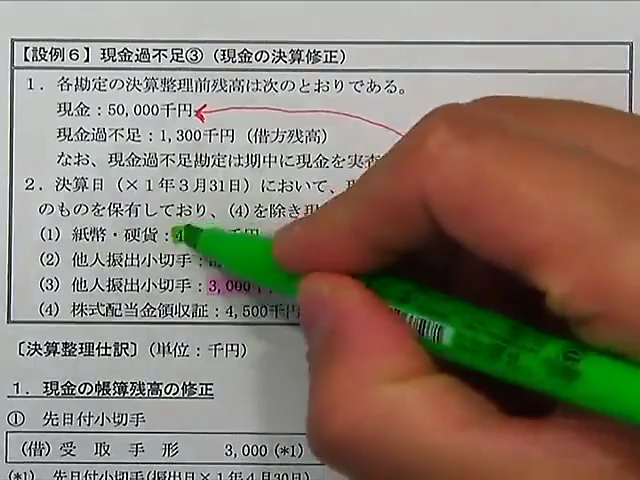 【設例６】現金過不足③（現金の決算修正）
１．各勘定の決算整理前残高は次のとおりである。
現金：50,000千円
現金過不足：1,300千円（借方残高）
なお、現金過不足勘定は期中に現金を実査
２．決算日（×１年３月31日）において、
のものを保有しており、(4)を除き
(1) 紙幣・硬貨：4 千円
(2) 他人振出小切手：
(3) 他人振出小切手：3,000千
(4) 株式配当金領収証：4,500千
〔決算整理仕訳〕（単位：千円）
１．現金の帳簿残高の修正
① 先日付小切手
(借) 受取手形 3,000 (*1)
(*1) 先日付小切手(振出日×１年４月30日)